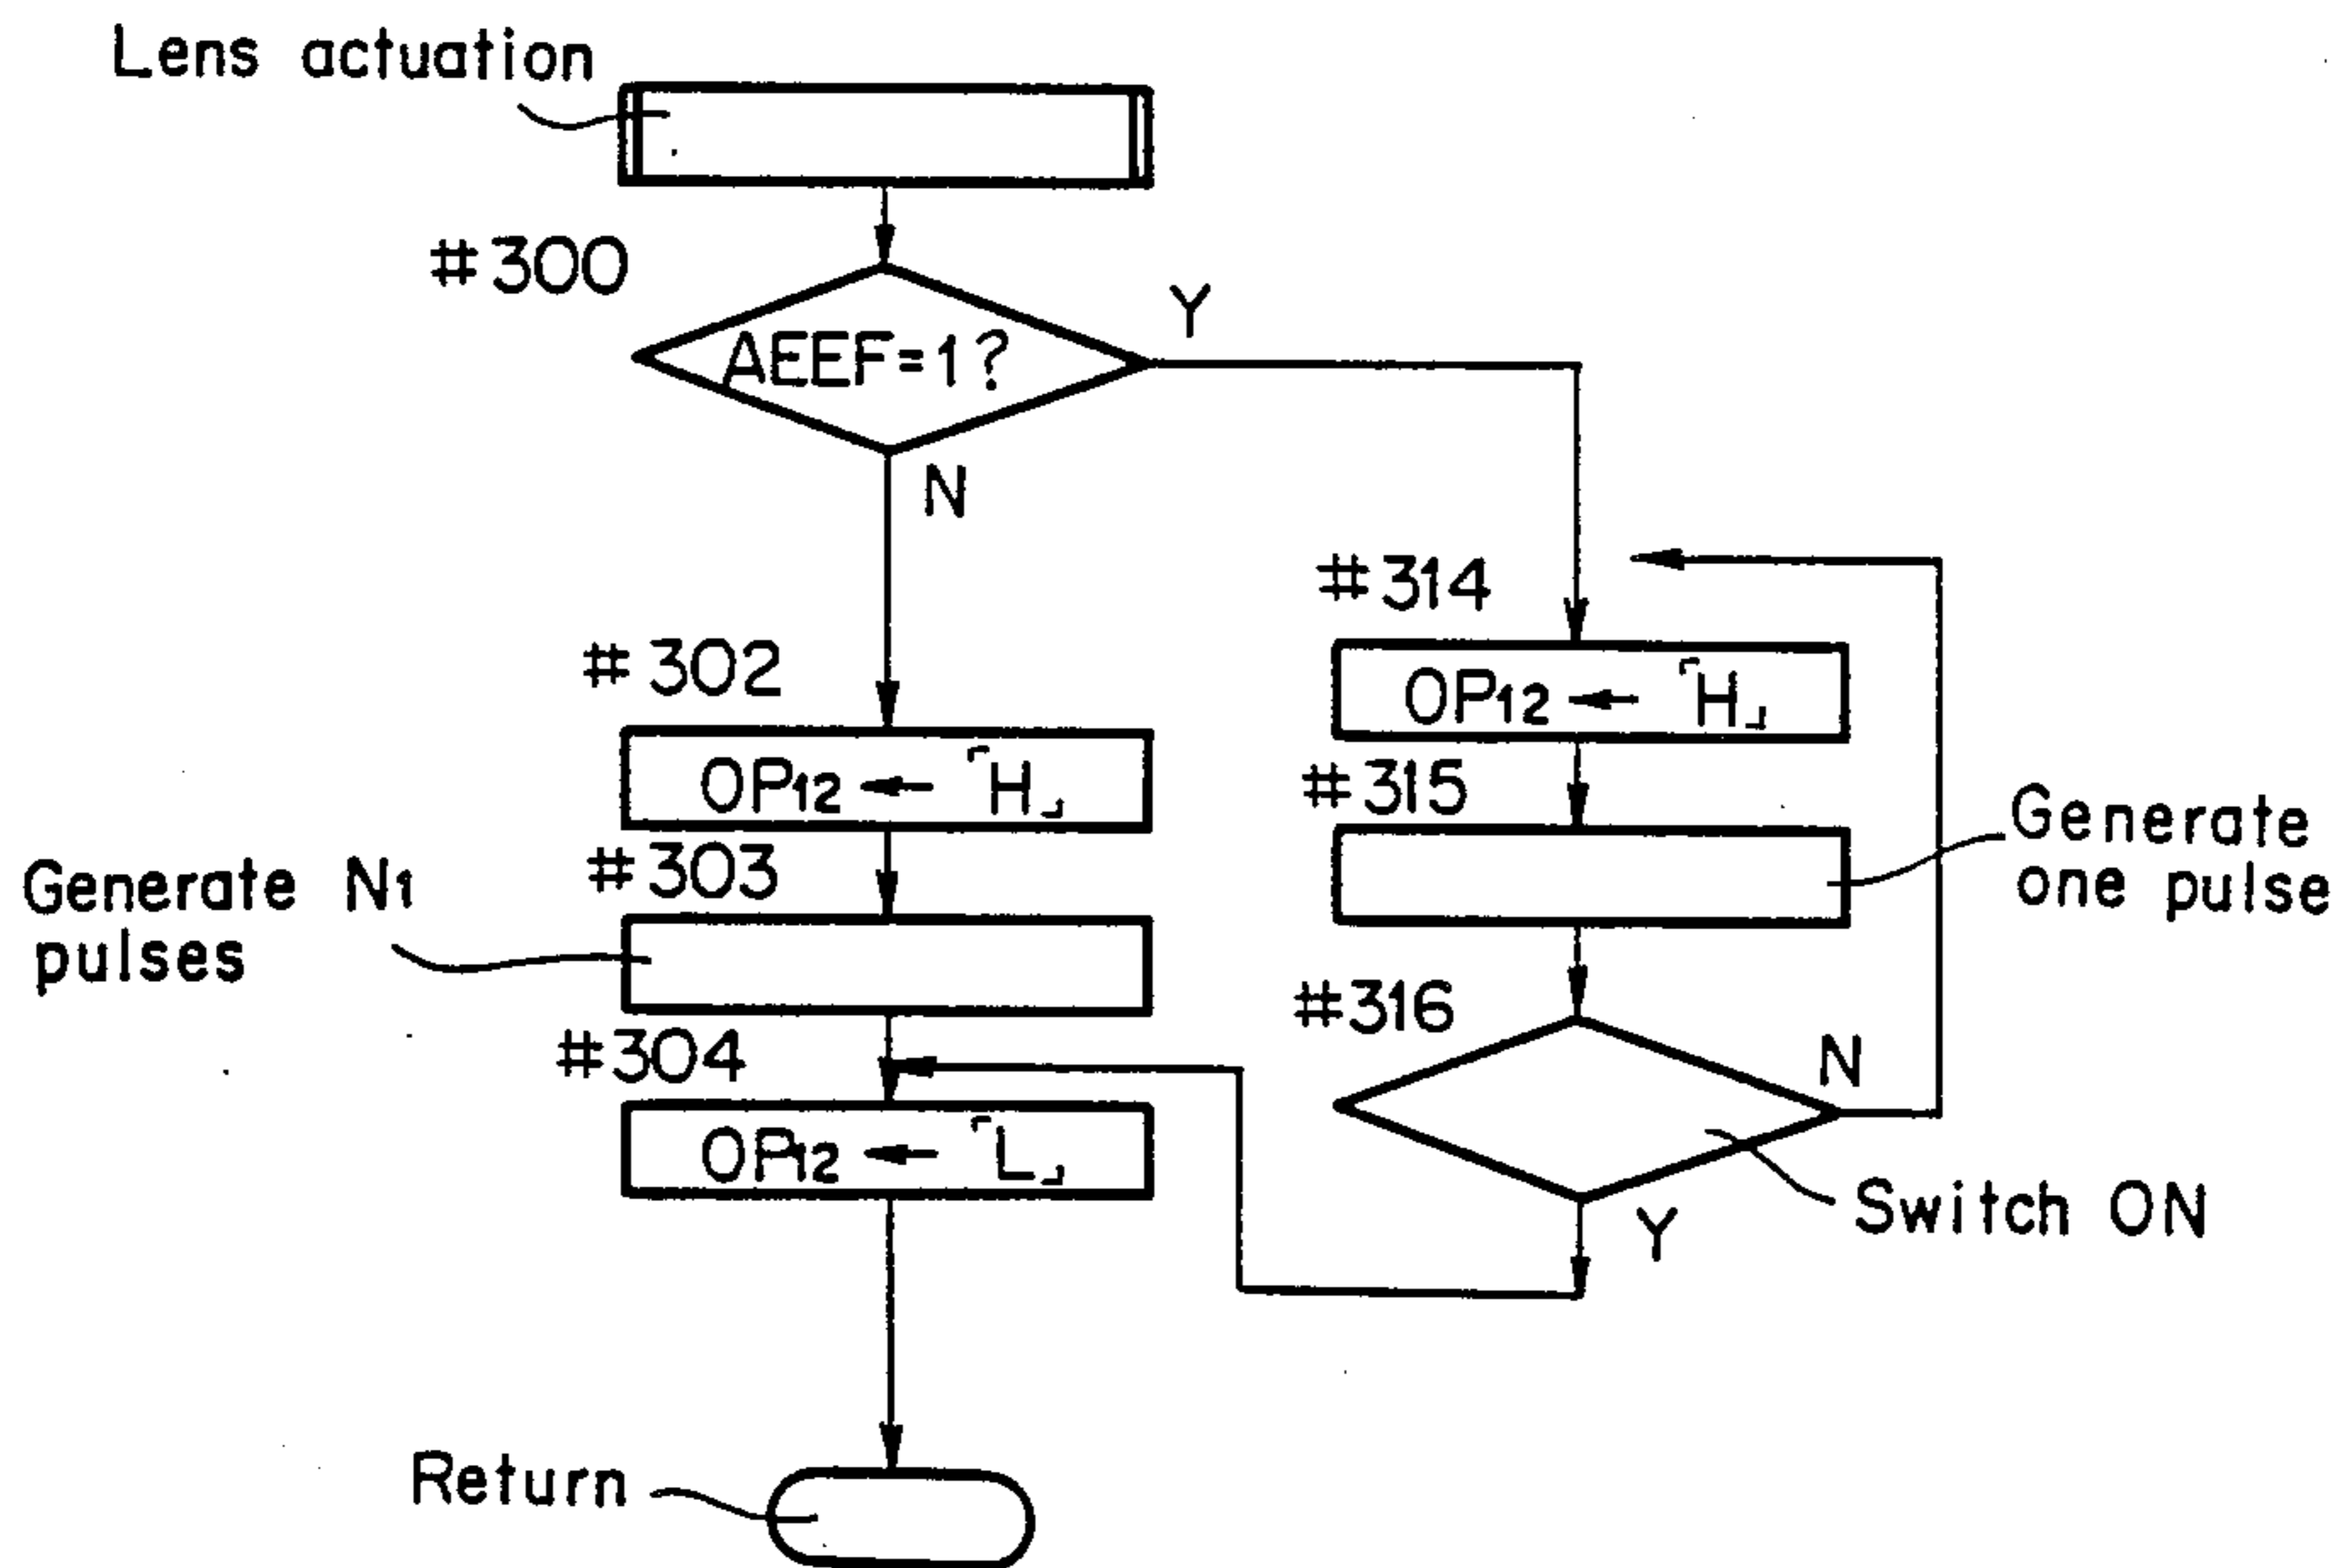 Lens actuation
#300
AEEF=1?
Y
N
#314
OP12 ← 「H」
#302
OP12 ← 「H」
#315
Generate
one pulse
#303
Generate N1
pulses
#316
N
Switch ON
Y
#304
OP12 ← 「L」
Return